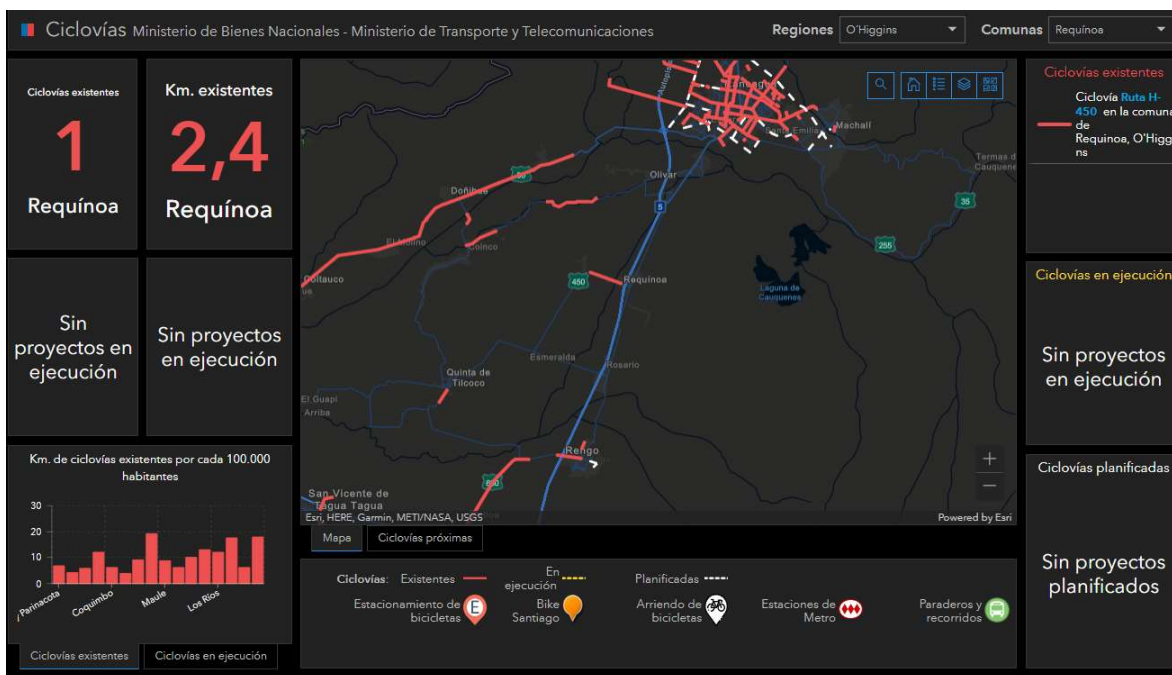 Ciclovías Ministerio de Bienes Nacionales - Ministerio de Transporte y Telecomunicaciones
Regiones O'Higgins
Comunas Requínoa
Ciclovías existentes
1
Requínoa
Km. existentes
2,4
Requínoa
Sin
proyectos en
ejecución
Sin proyectos
en ejecución
Km. de ciclovías existentes por cada 100.000
habitantes
30
20
10
0
Parinacota
Coquimbo
Maule
Los Ríos
Ciclovías existentes
Ciclovías en ejecución
Machalí
Santa Emilia
Termas d
Cauquene
Olivar
5
35
Doñihue
El Molino
Coinco
255
Coltauco
450
Requinoa
Laguna de
Cauquenes
Esmeralda
Rosario
Quinta de
Tilcoco
El Guapi
Arriba
Rengo
San Vicente de
Tagua Tagua
Esri, HERE, Garmin, METI/NASA, USGS
Powered by Esri
+
−
Mapa
Ciclovías próximas
Ciclovías: Existentes
En
ejecución
Planificadas
Estacionamiento de
bicicletas
E
Bike
Santiago
Arriendo de
bicicletas
Estaciones de
Metro
Paraderos y
recorridos
Ciclovías existentes
Ciclovía Ruta H-
450 en la comuna
de
Requinoa, O'Higgi
ns
Ciclovías en ejecución
Sin proyectos
en ejecución
Ciclovías planificadas
Sin proyectos
planificados